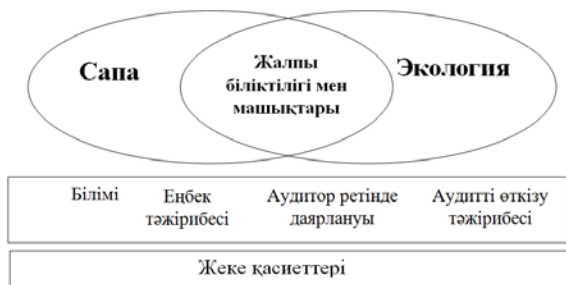 Сапа
Жалпы
біліктілігі мен
машықтары
Экология
Білімі
Еңбек
тәжірибесі
Аудитор ретінде
даярлануы
Аудитті өткізу
тәжірибесі
Жеке қасиеттері